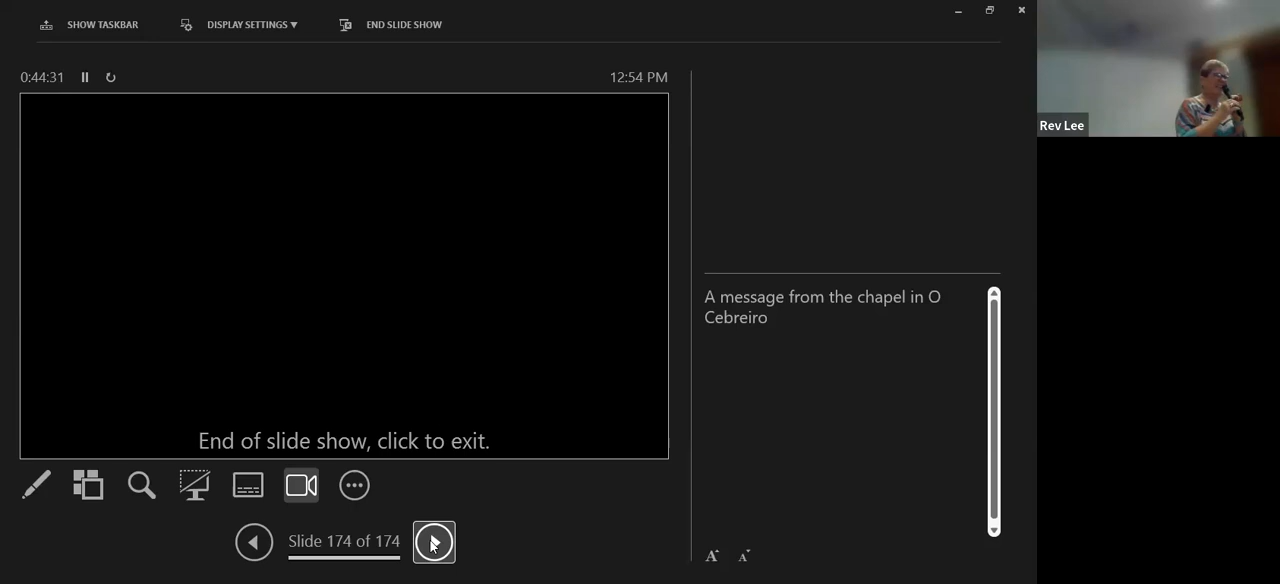 SHOW TASKBAR
DISPLAY SETTINGS ▼
END SLIDE SHOW
0:44:31
12:54 PM
Rev Lee
A message from the chapel in O
Cebreiro
End of slide show, click to exit.
Slide 174 of 174
A A